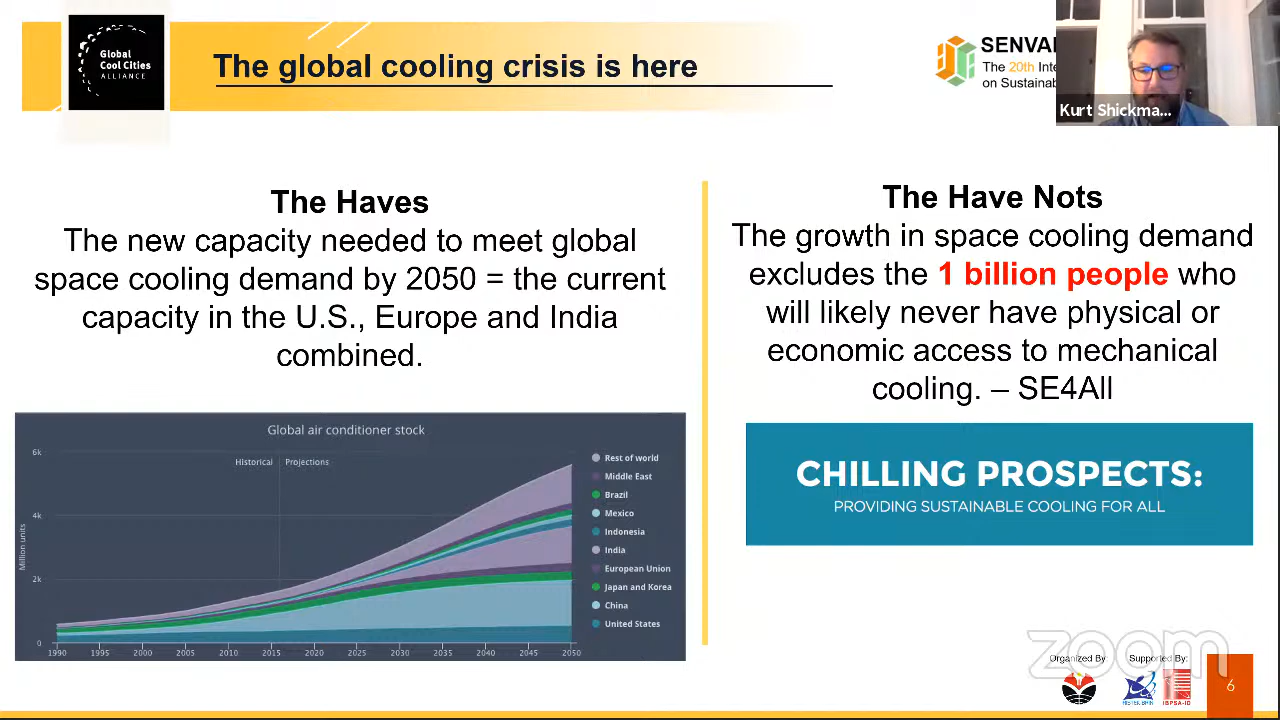 Global
Cool Cities
ALLIANCE
The global cooling crisis is here
SENVAR
The 20th Inte
on Sustainab
Kurt Shickma...
The Haves
The new capacity needed to meet global
space cooling demand by 2050 = the current
capacity in the U.S., Europe and India
combined.
Global air conditioner stock
6k
Historical
Projections
4k
2k
0
Million units
1990 1995 2000 2005 2010 2015 2020 2025 2030 2035 2040 2045 2050
Rest of world
Middle East
Brazil
Mexico
Indonesia
India
European Union
Japan and Korea
China
United States
The Have Nots
The growth in space cooling demand
excludes the 1 billion people who
will likely never have physical or
economic access to mechanical
cooling. – SE4All
CHILLING PROSPECTS:
PROVIDING SUSTAINABLE COOLING FOR ALL
zoom
Organized By:
Supported By:
IBPSA-ID
6